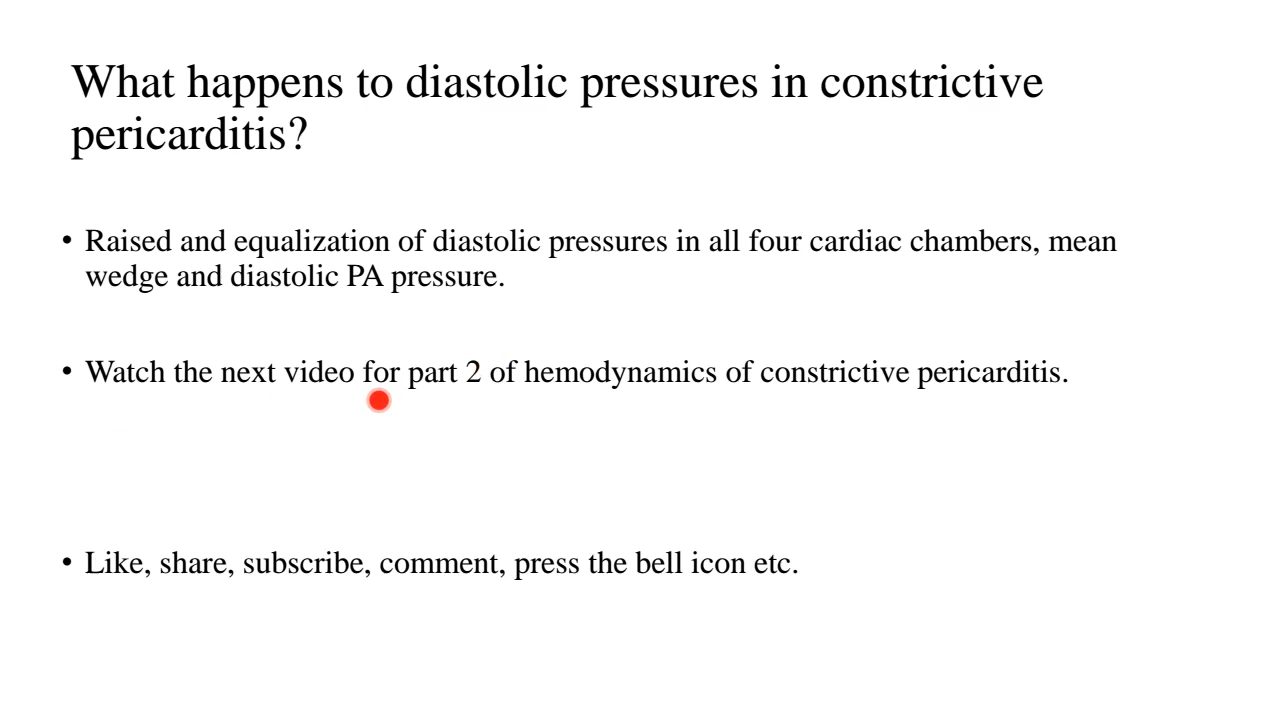 What happens to diastolic pressures in constrictive
pericarditis?
• Raised and equalization of diastolic pressures in all four cardiac chambers, mean
wedge and diastolic PA pressure.
• Watch the next video for part 2 of hemodynamics of constrictive pericarditis.
• Like, share, subscribe, comment, press the bell icon etc.